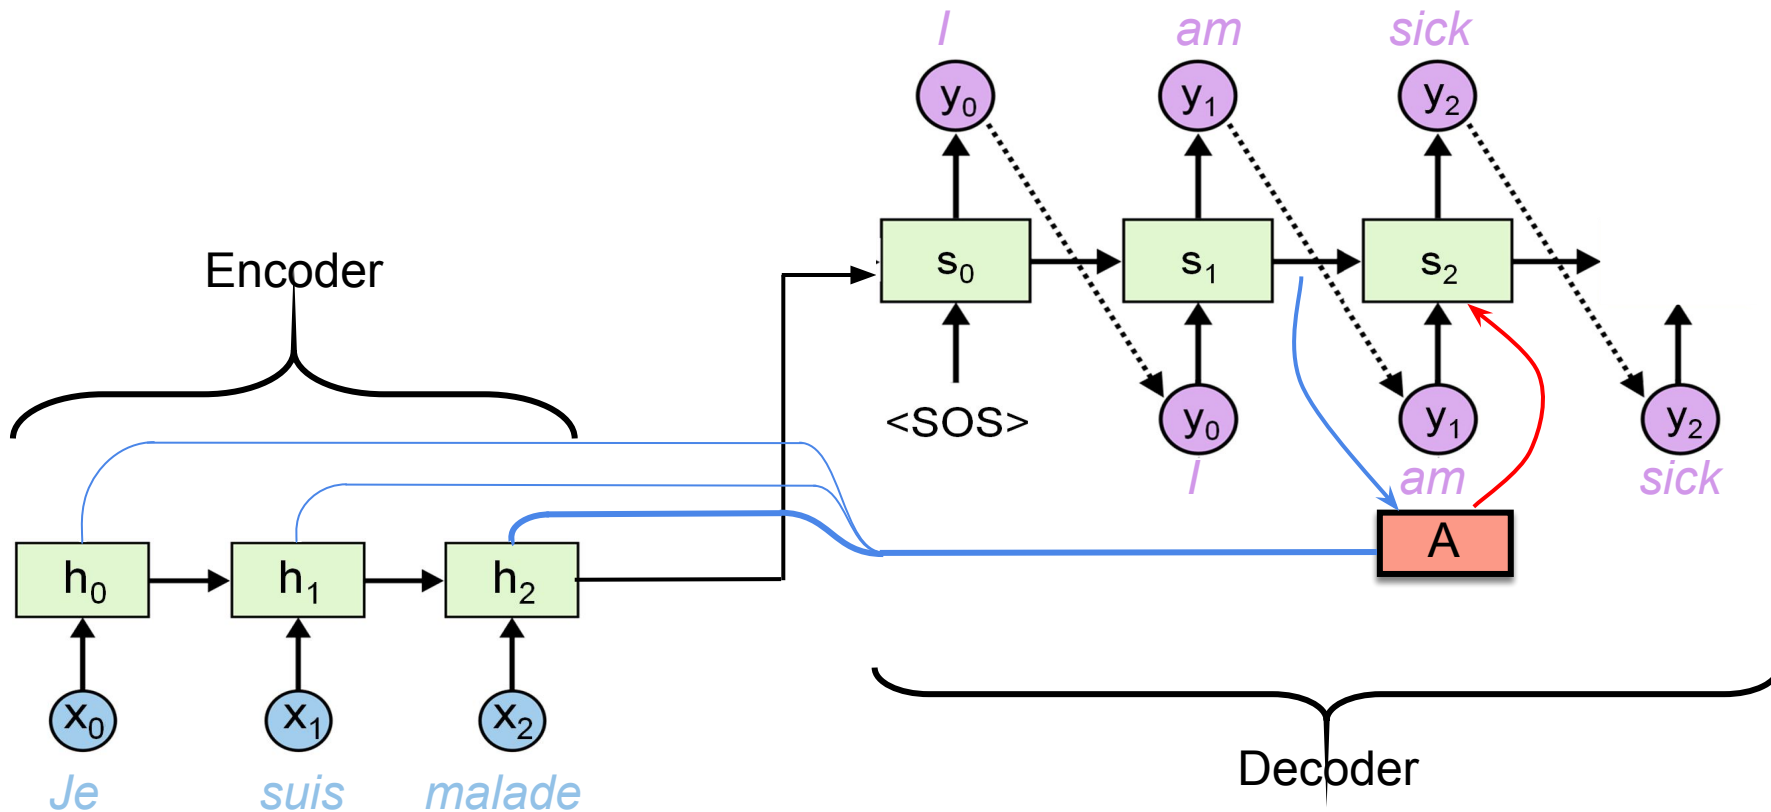 I am sick
y₀ y₁ y₂
s₀ s₁ s₂
Encoder
<SOS> y₀ y₁ y₂
I am sick
A
h₀ h₁ h₂
x₀ x₁ x₂
Je suis malade
Decoder